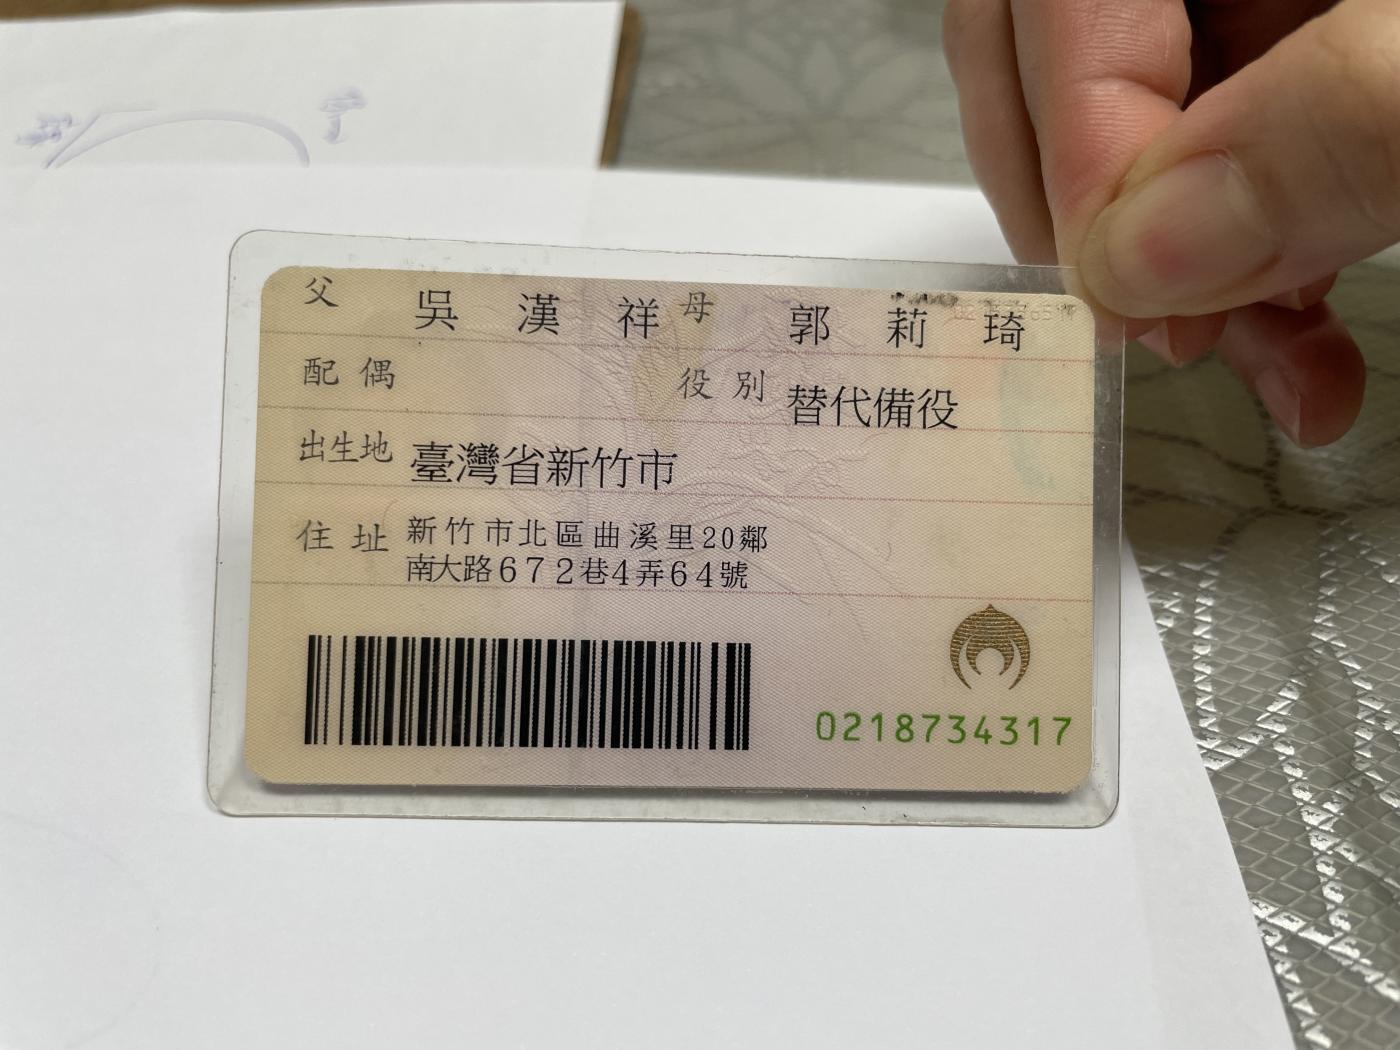 父 吳漢祥 母 郭莉琦
配偶 役別 替代備役
出生地 臺灣省新竹市
住址 新竹市北區曲溪里20鄰
南大路672巷4弄64號
0218734317